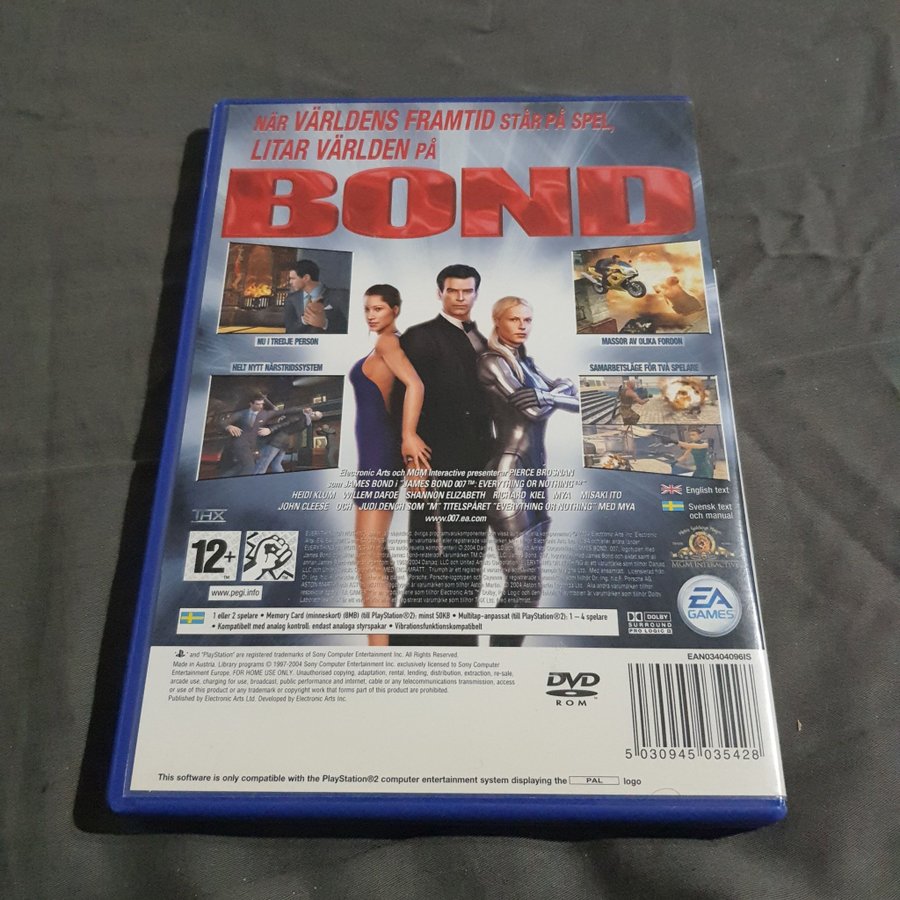 NÄR VÄRLDENS FRAMTID STÅR PÅ SPEL,
LITAR VÄRLDEN PÅ
BOND
NU I TREDJE PERSON
MASSOR AV OLIKA FORDON
HELT NYTT NÄRSTRIDSSYSTEM
SAMARBETSLÄGE FÖR TVÅ SPELARE
Electronic Arts och MGM Interactive presenterar PIERCE BROSNAN
som JAMES BOND i "JAMES BOND 007™: EVERYTHING OR NOTHING™"
HEIDI KLUM WILLEM DAFOE SHANNON ELIZABETH RICHARD KIEL MYA MISAKI ITO
JOHN CLEESE OCH JUDI DENCH SOM "M" TITELSPÅRET "EVERYTHING OR NOTHING" MED MYA
www.007.ea.com
English text
Svensk text
och manual
THX
12+
www.pegi.info
MGM INTERACTIVE
EA
GAMES
1 eller 2 spelare • Memory Card (minneskort) (8MB) (till PlayStation®2): minst 50KB • Multitap-anpassat (till PlayStation®2): 1 – 4 spelare
• Kompatibell med analog kontroll: endast analoga styrspakar • Vibrationsfunktionskompatibell
DOLBY
SURROUND
PRO LOGIC II
" and "PlayStation" are registered trademarks of Sony Computer Entertainment Inc. All Rights Reserved.
Made in Austria. Library programs © 1997-2004 Sony Computer Entertainment Inc. exclusively licensed to Sony Computer
Entertainment Europe. FOR HOME USE ONLY. Unauthorised copying, adaptation, rental, lending, distribution, extraction, re-sale,
arcade use, charging for use, broadcast, public performance and internet, cable or any telecommunications transmission, access
or use of this product or any trademark or copyright work that forms part of this product are prohibited.
Published by Electronic Arts Ltd. Developed by Electronic Arts Inc.
DVD
ROM
EAN03404096IS
5 030945 035428
This software is only compatible with the PlayStation®2 computer entertainment system displaying the PAL logo